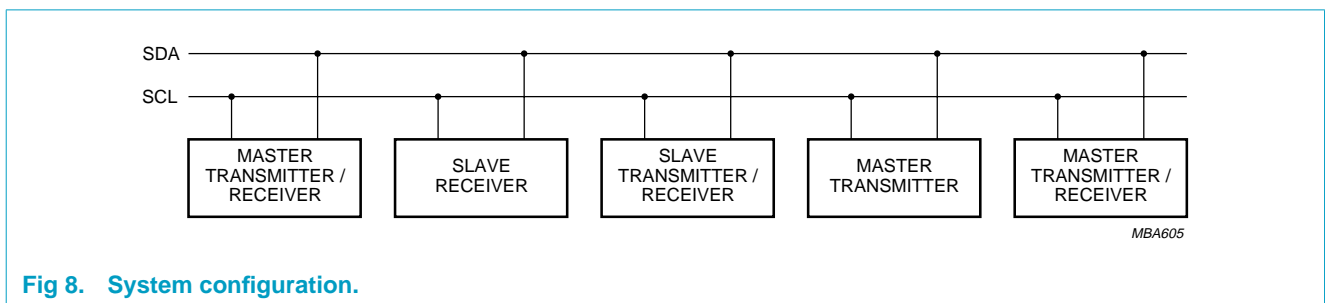 SDA
SCL
MASTER
TRANSMITTER /
RECEIVER
SLAVE
RECEIVER
SLAVE
TRANSMITTER /
RECEIVER
MASTER
TRANSMITTER
MASTER
TRANSMITTER /
RECEIVER
MBA605
Fig 8. System configuration.